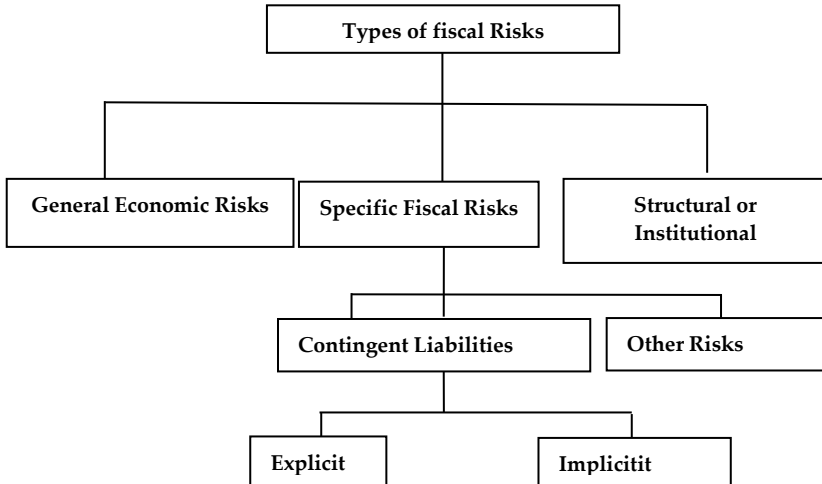 Types of fiscal Risks
General Economic Risks
Specific Fiscal Risks
Structural or
Institutional
Contingent Liabilities
Other Risks
Explicit
Implicitit